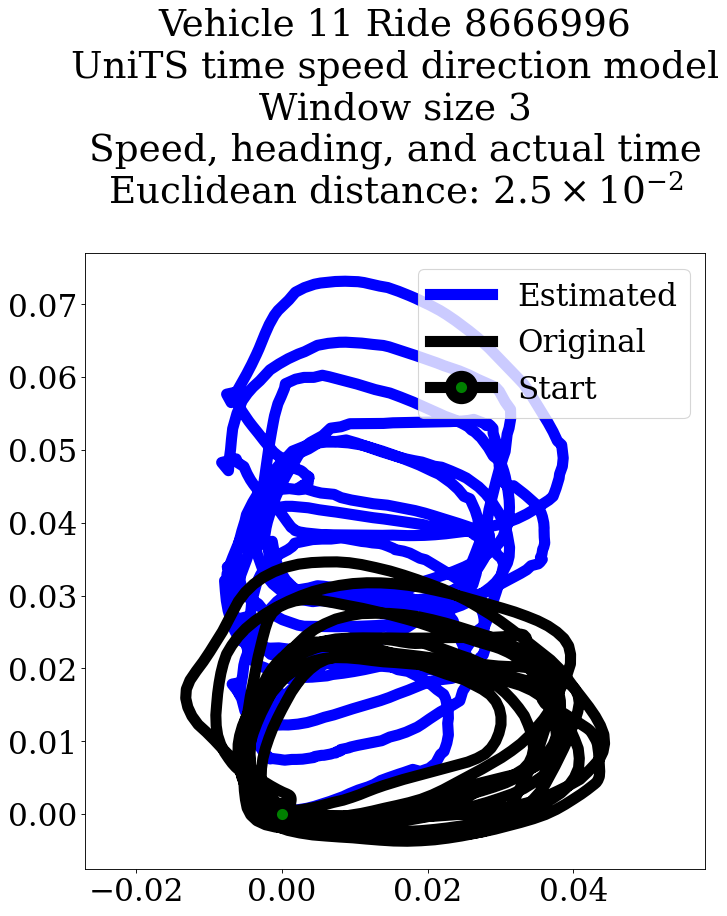 Vehicle 11 Ride 8666996
UniTS time speed direction model
Window size 3
Speed, heading, and actual time
Euclidean distance: 2.5 × 10⁻²
Estimated
Original
Start
0.07
0.06
0.05
0.04
0.03
0.02
0.01
0.00
−0.02 0.00 0.02 0.04